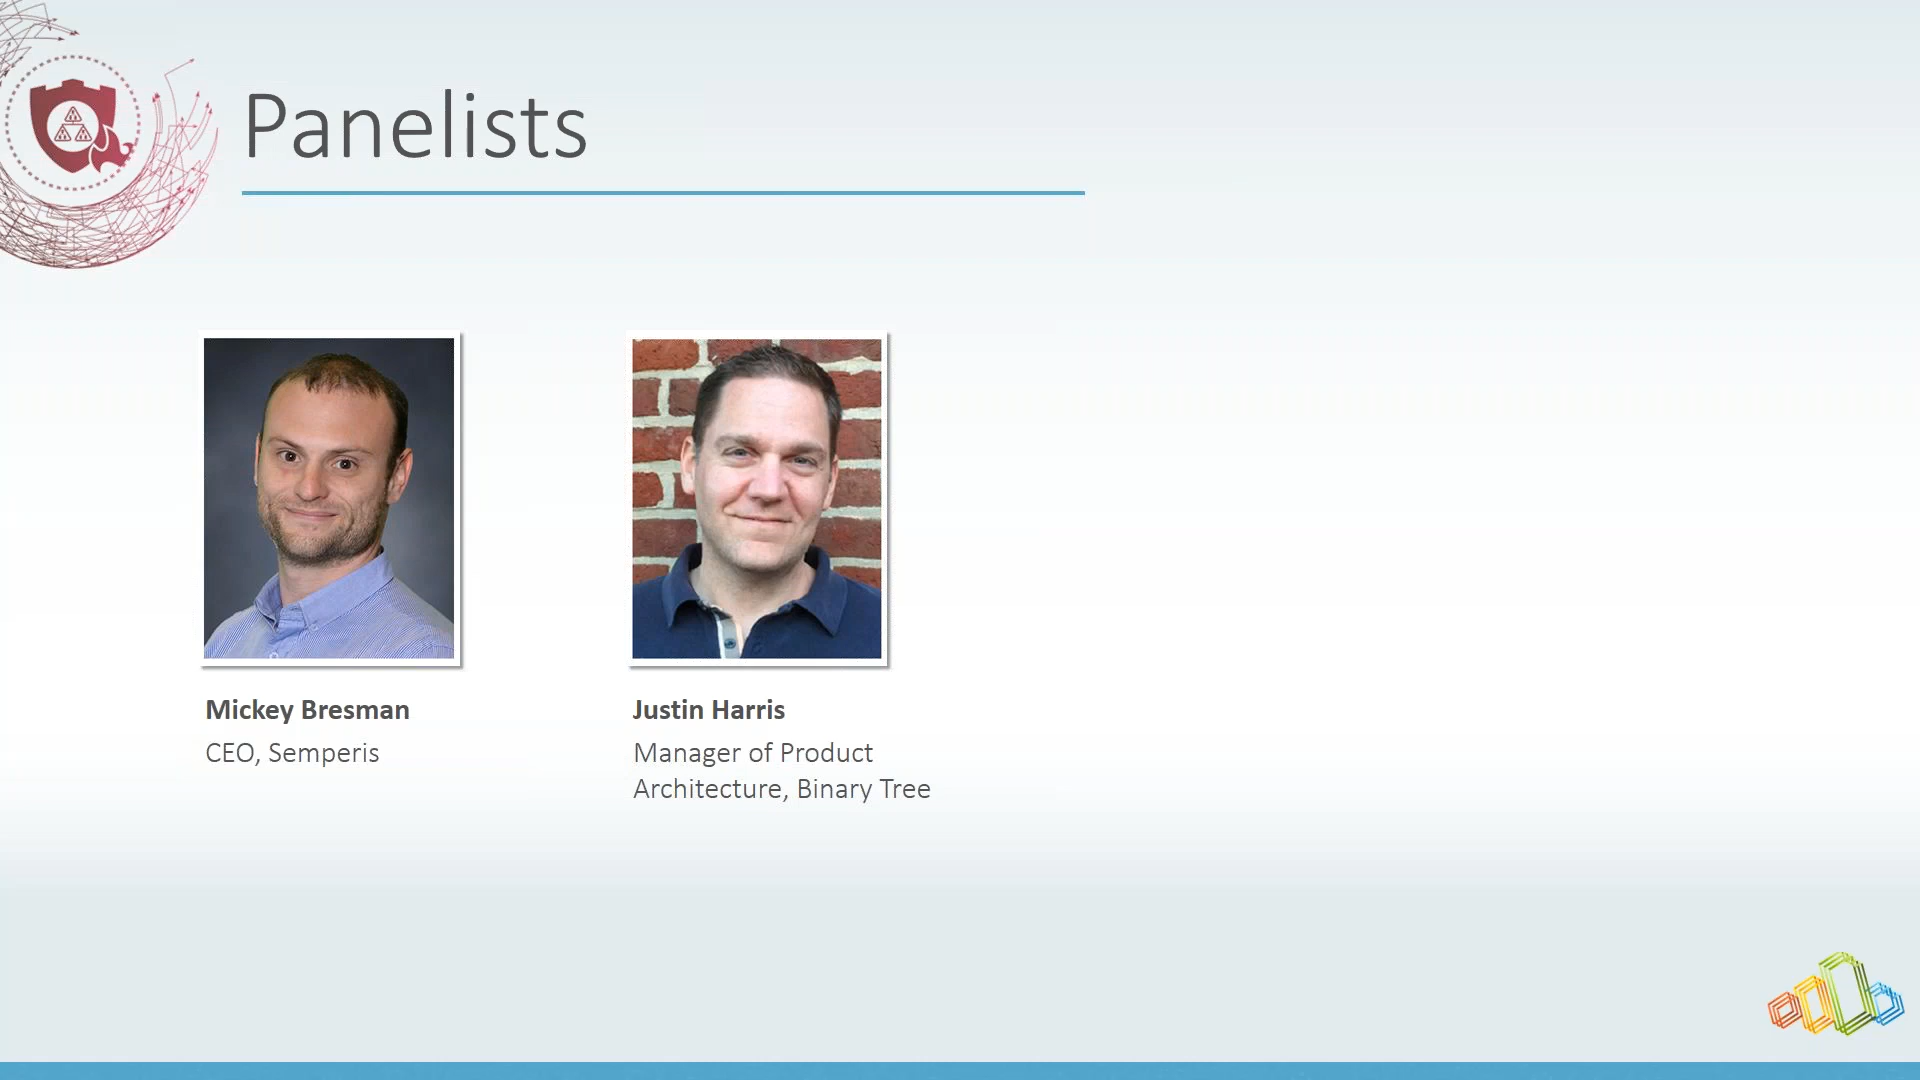 Panelists
Mickey Bresman
CEO, Semperis
Justin Harris
Manager of Product
Architecture, Binary Tree